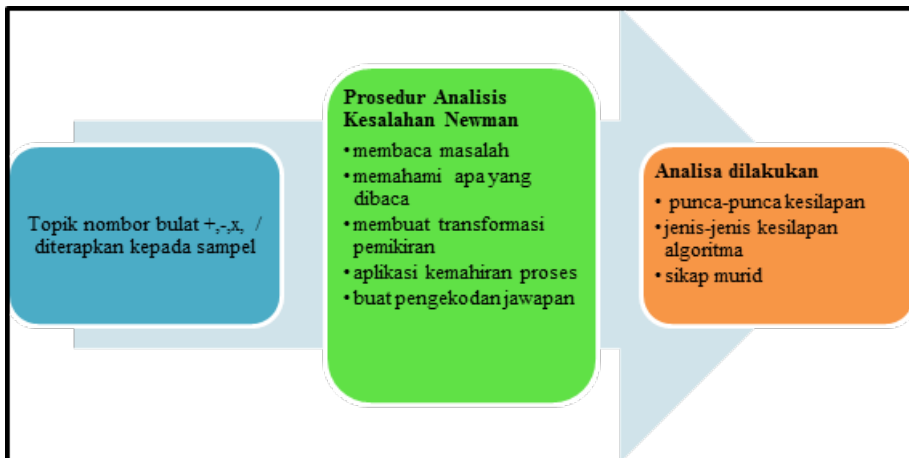 Topik nombor bulat +,-,x, /
diterapkan kepada sampel
Prosedur Analisis
Kesalahan Newman
•membaca masalah
•memahami apa yang
dibaca
•membuat transformasi
pemikiran
•aplikasi kemahiran proses
•buat pengekodan jawapan
Analisa dilakukan
• punca-punca kesilapan
•jenis-jenis kesilapan
algoritma
•sikap murid